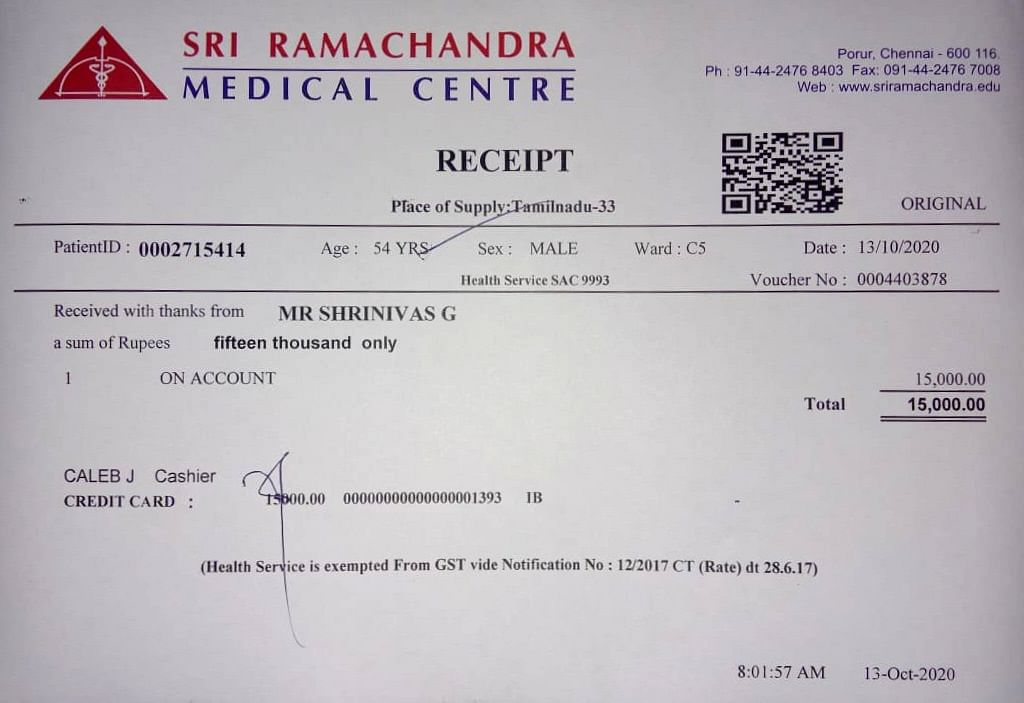 SRI RAMACHANDRA
MEDICAL CENTRE
Porur, Chennai - 600 116.
Ph : 91-44-2476 8403 Fax: 091-44-2476 7008
Web : www.sriramachandra.edu
RECEIPT
Place of Supply:Tamilnadu-33
ORIGINAL
PatientID : 0002715414 Age : 54 YRS Sex : MALE Ward : C5 Date : 13/10/2020
Health Service SAC 9993 Voucher No : 0004403878
Received with thanks from MR SHRINIVAS G
a sum of Rupees fifteen thousand only
1 ON ACCOUNT 15,000.00
Total 15,000.00
CALEB J Cashier
CREDIT CARD : 15000.00 00000000000000001393 IB -
(Health Service is exempted From GST vide Notification No : 12/2017 CT (Rate) dt 28.6.17)
8:01:57 AM 13-Oct-2020